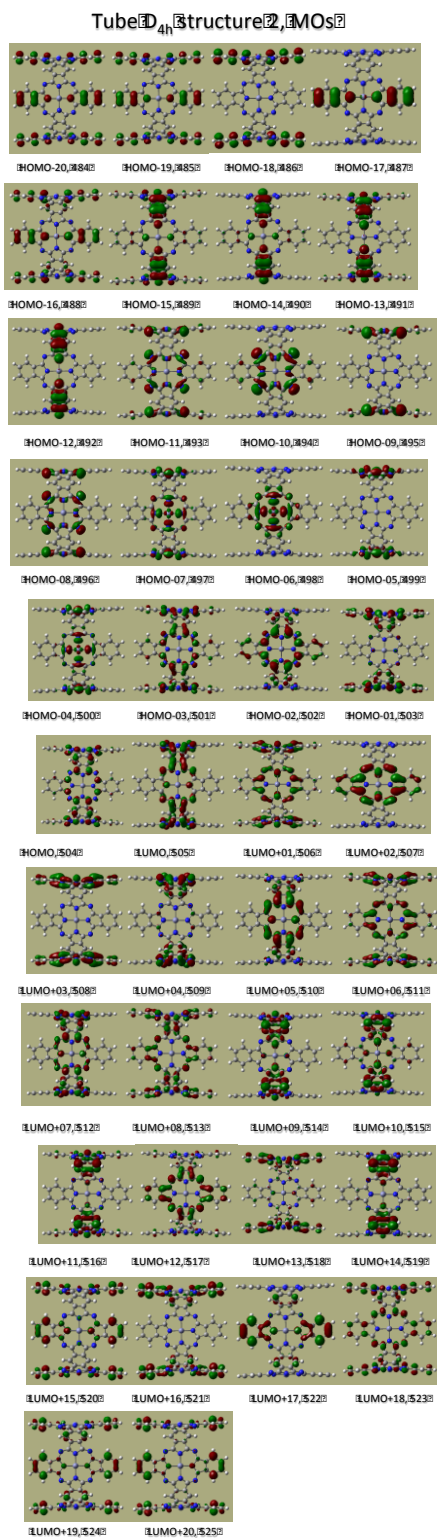 Tube D4h structure 2, MOs
HOMO-20, 484 HOMO-19, 485 HOMO-18, 486 HOMO-17, 487
HOMO-16, 488 HOMO-15, 489 HOMO-14, 490 HOMO-13, 491
HOMO-12, 492 HOMO-11, 493 HOMO-10, 494 HOMO-09, 495
HOMO-08, 496 HOMO-07, 497 HOMO-06, 498 HOMO-05, 499
HOMO-04, 500 HOMO-03, 501 HOMO-02, 502 HOMO-01, 503
HOMO, 504 LUMO, 505 LUMO+01, 506 LUMO+02, 507
LUMO+03, 508 LUMO+04, 509 LUMO+05, 510 LUMO+06, 511
LUMO+07, 512 LUMO+08, 513 LUMO+09, 514 LUMO+10, 515
LUMO+11, 516 LUMO+12, 517 LUMO+13, 518 LUMO+14, 519
LUMO+15, 520 LUMO+16, 521 LUMO+17, 522 LUMO+18, 523
LUMO+19, 524 LUMO+20, 525